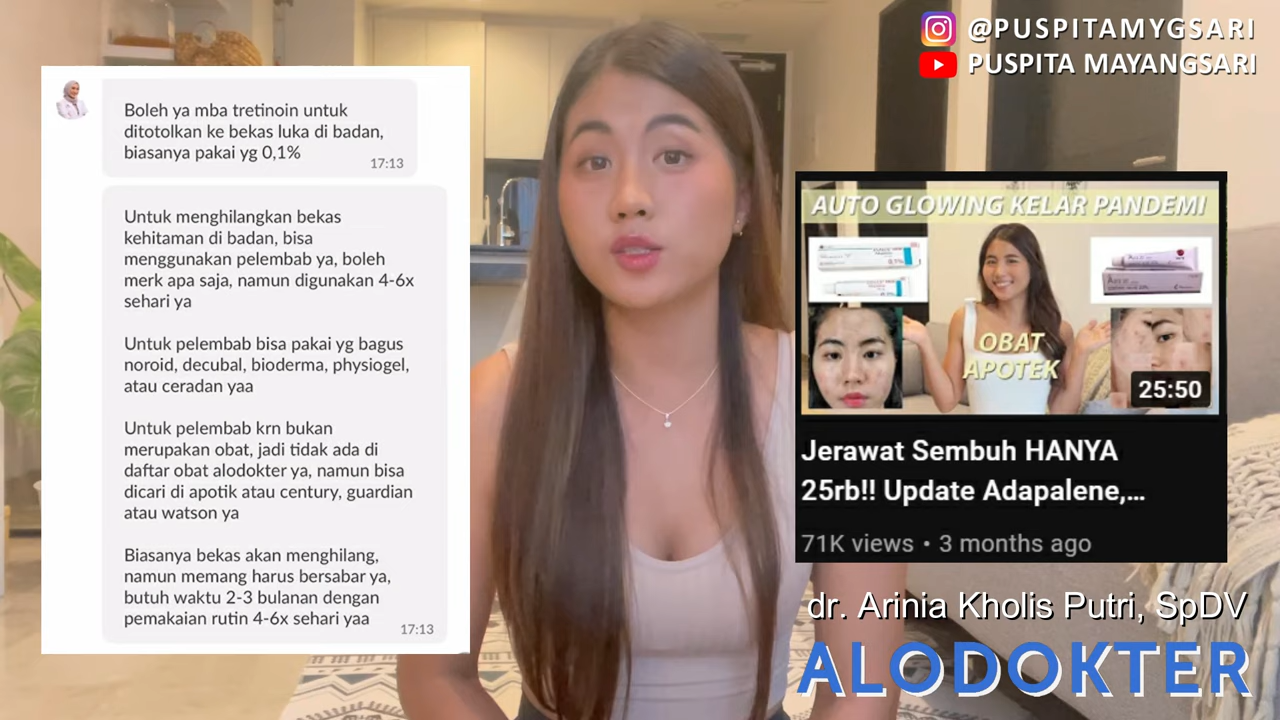 @PUSPITAMYGSARI
PUSPITA MAYANGSARI
Boleh ya mba tretinoin untuk
ditotolkan ke bekas luka di badan,
biasanya pakai yg 0,1%
17:13
Untuk menghilangkan bekas
kehitaman di badan, bisa
menggunakan pelembab ya, boleh
merk apa saja, namun digunakan 4-6x
sehari ya
Untuk pelembab bisa pakai yg bagus
noroid, decubal, bioderma, physiogel,
atau ceradan yaa
Untuk pelembab krn bukan
merupakan obat, jadi tidak ada di
daftar obat alodokter ya, namun bisa
dicari di apotik atau century, guardian
atau watson ya
Biasanya bekas akan menghilang,
namun memang harus bersabar ya,
butuh waktu 2-3 bulanan dengan
pemakaian rutin 4-6x sehari yaa
17:13
AUTO GLOWING KELAR PANDEMI
OBAT
APOTEK
25:50
Jerawat Sembuh HANYA
25rb!! Update Adapalene,...
71K views • 3 months ago
dr. Arinia Kholis Putri, SpDV
ALODOKTER